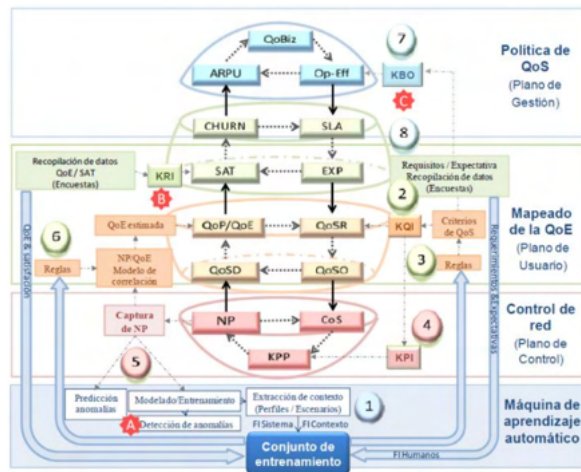 QoBiz
7
Política de
QoS
(Plano de
Gestión)
ARPU
Op-Eff
KBO
C
CHURN
SLA
8
Recopilación de datos
QoE/ SAT
(Encuestas)
KRI
B
SAT
EXP
Requisitos / Expectativa
Recopilación de datos
(Encuestas)
2
Mapeado
de la QoE
(Plano de
Usuario)
QoE estimada
QoP/QoE
QoSR
KQI
Criterios
de QoS
6
Reglas
NP/QoE
Modelo de
correlación
QoSD
QoSO
3
Reglas
QoE & satisfacción
Requerimientos & Expectativas
Captura
de NP
NP
CoS
4
KPP
KPI
Control de
red
(Plano de
Control)
5
Predicción
anomalías
Modelado/Entrenamiento
Extracción de contexto
(Perfiles / Escenarios)
1
A
Detección de anomalías
FI Sistema
FI Contexto
Máquina de
aprendizaje
automático
Conjunto de
entrenamiento
FI Humanos